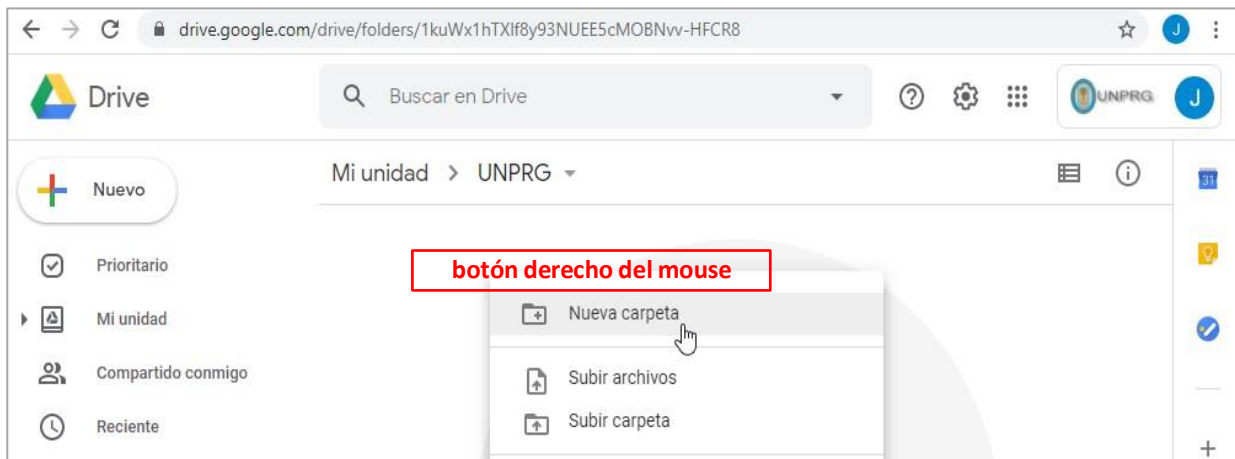 drive.google.com/drive/folders/1kuWx1hTXIf8y93NUEE5cMOBNvv-HFCR8
J
Drive
Buscar en Drive
UNPRG
J
Nuevo
Mi unidad > UNPRG
31
Prioritario
botón derecho del mouse
Nueva carpeta
Mi unidad
Compartido conmigo
Subir archivos
Subir carpeta
Reciente